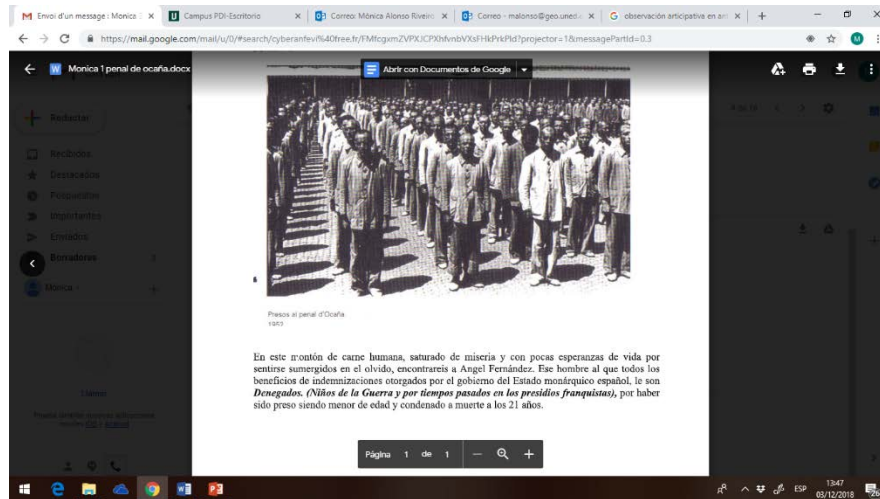 Envoi d'un message : Monica
Campus PDI-Escritorio
Correo: Mónica Alonso Riveiro
Correo - malonso@geo.uned.
observación articipativa en
https://mail.google.com/mail/u/0/#search/cyberanfevi%40free.fr/FMfcgxmZVPXJCPXhfvnbVXsFHkPrkPld?projector=1&messagePartId=0.3
Monica 1 penal de ocaña.docx
Abrir con Documentos de Google
Redactar
Recibidos
Destacados
Pospuestos
Importantes
Enviados
Borradores
Mónica
Presos al penal d'Ocaña
En este montón de carne humana, saturado de miseria y con pocas esperanzas de vida por
sentirse sumergidos en el olvido, encontrareis a Angel Fernández. Ese hombre al que todos los
beneficios de indemnizaciones otorgados por el gobierno del Estado monárquico español, le son
Denegados. (Niños de la Guerra y por tiempos pasados en los presidios franquistas), por haber
sido preso siendo menor de edad y condenado a muerte a los 21 años.
Página 1 de 1
ESP
13:47
03/12/2018